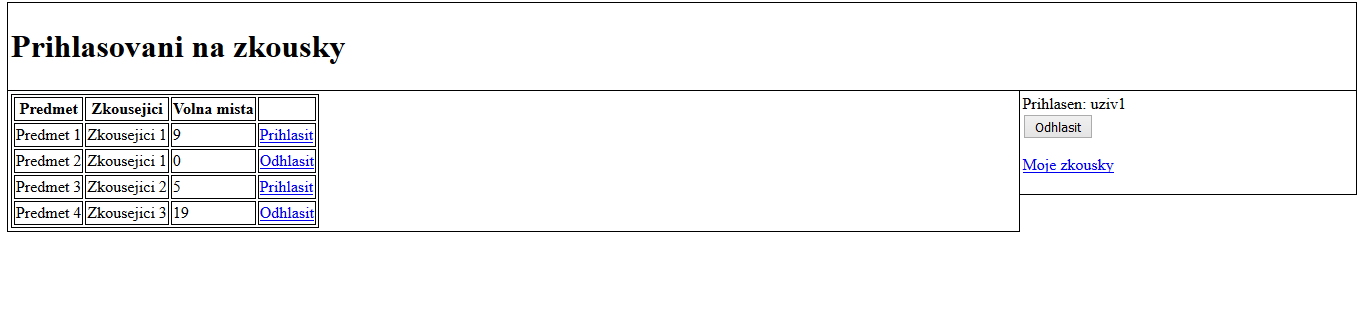 Prihlasovani na zkousky
Predmet Zkousejici Volna mista
Predmet 1 Zkousejici 1 9 Prihlasit
Predmet 2 Zkousejici 1 0 Odhlasit
Predmet 3 Zkousejici 2 5 Prihlasit
Predmet 4 Zkousejici 3 19 Odhlasit
Prihlasen: uziv1
Odhlasit
Moje zkousky